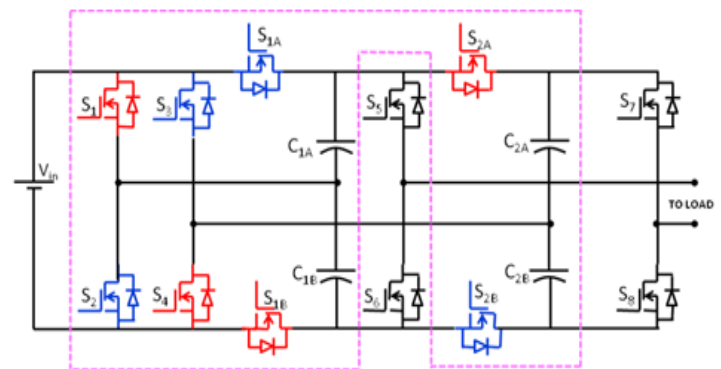 S1A
S2A
S1
S3
S5
S7
C1A
C2A
Vin
TO LOAD
S2
S4
C1B
S1B
S6
C2B
S2B
S8